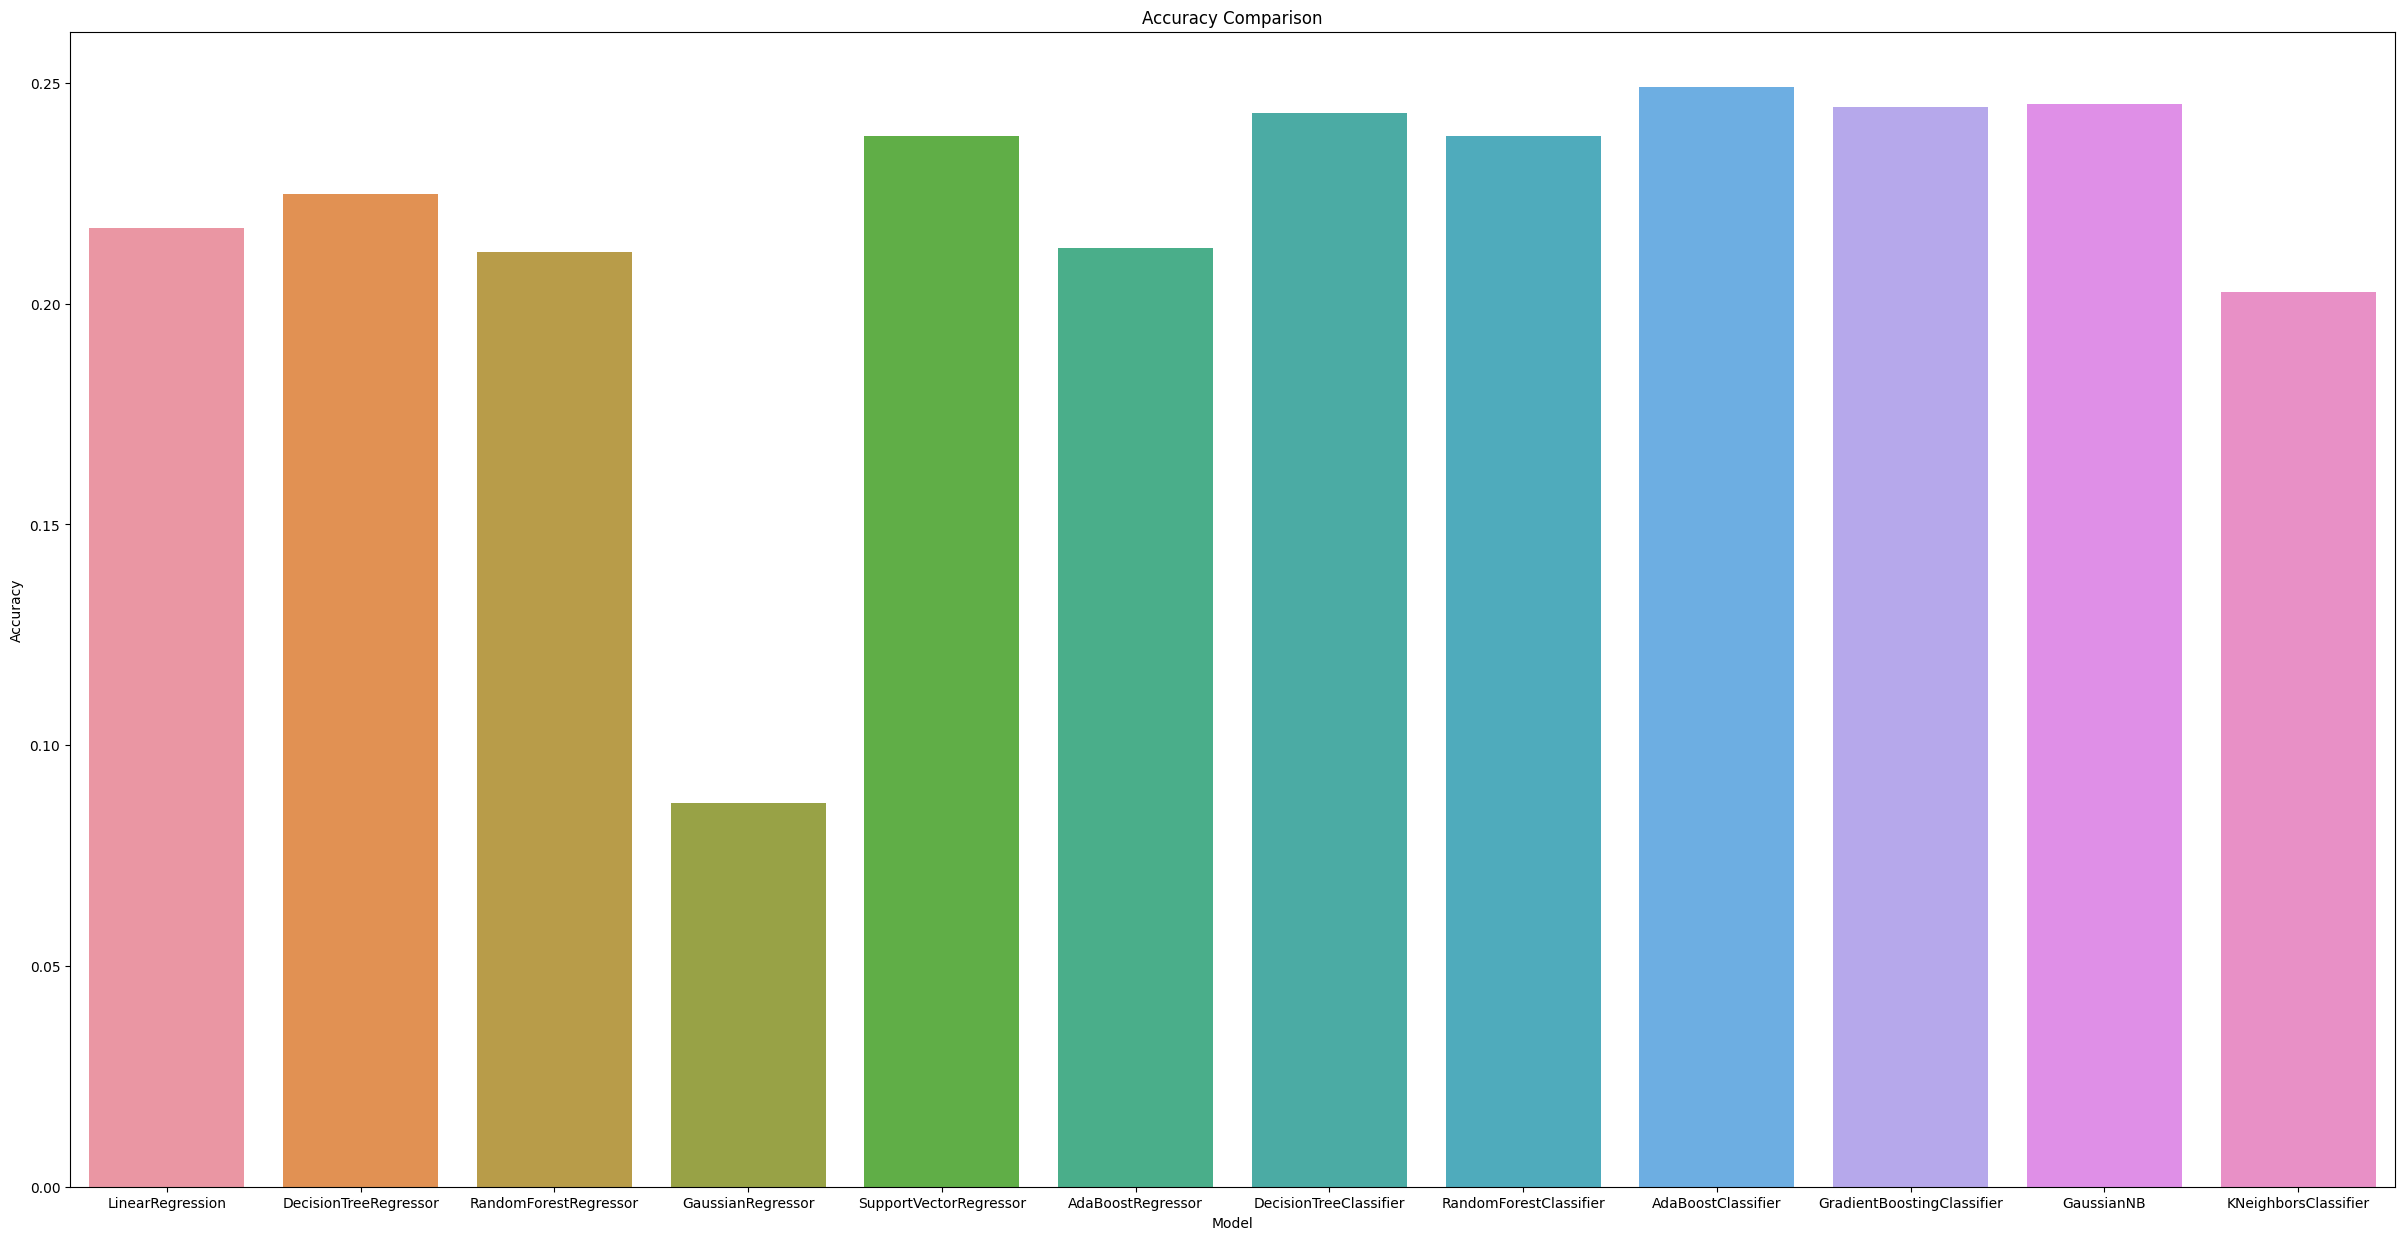 Accuracy Comparison
0.25
0.20
0.15
0.10
0.05
0.00
Accuracy
LinearRegression DecisionTreeRegressor RandomForestRegressor GaussianRegressor SupportVectorRegressor AdaBoostRegressor DecisionTreeClassifier RandomForestClassifier AdaBoostClassifier GradientBoostingClassifier GaussianNB KNeighborsClassifier
Model